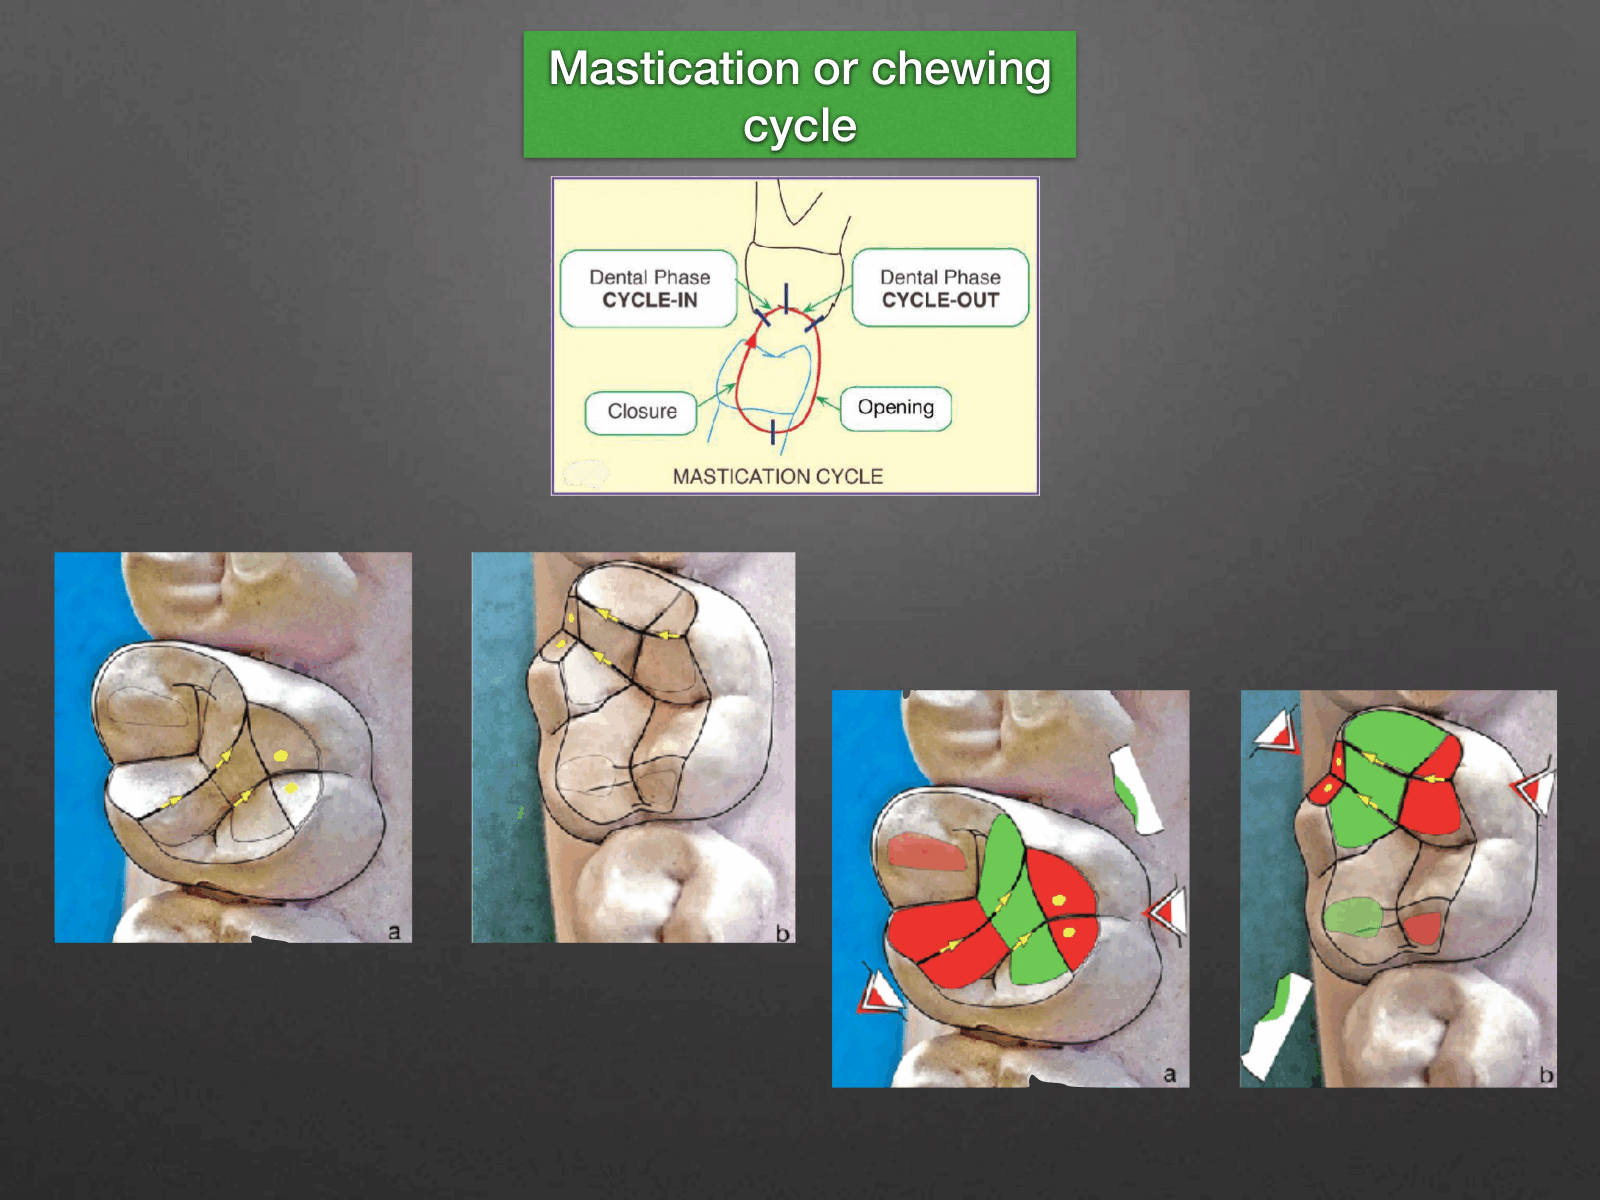 Mastication or chewing
cycle
Dental Phase
CYCLE-IN
Dental Phase
CYCLE-OUT
Closure
Opening
MASTICATION CYCLE
a
b
a
b